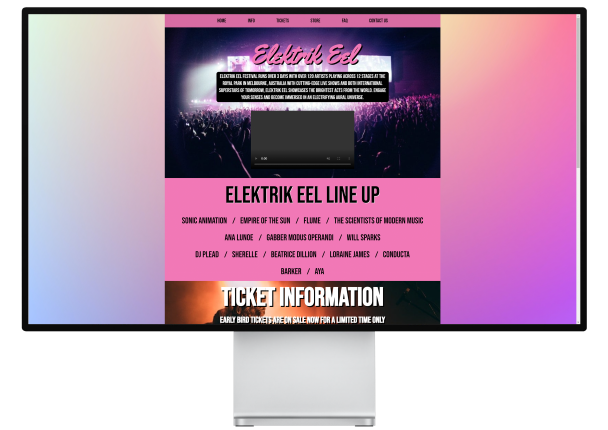 HOME INFO TICKETS STORE FAQ CONTACT US
Elektrik Eel
ELEKTRIK EEL FESTIVAL RUNS OVER 3 DAYS WITH OVER 120 ARTISTS PLAYING ACROSS 12 STAGES AT THE
ROYAL PARK IN MELBOURNE, AUSTRALIA WITH CUTTING-EDGE LIVE SHOWS AND BOTH INTERNATIONAL
SUPERSTARS OF TOMORROW, ELEKTRIK EEL SHOWCASES THE BRIGHTEST ACTS FROM THE WORLD. ENGAGE
YOUR SENSES AND BECOME IMMERSED IN AN ELECTRIFYING AURAL UNIVERSE.
0:00
ELEKTRIK EEL LINE UP
SONIC ANIMATION / EMPIRE OF THE SUN / FLUME / THE SCIENTISTS OF MODERN MUSIC
ANA LUNOE / GABBER MODUS OPERANDI / WILL SPARKS
DJ PLEAD / SHERELLE / BEATRICE DILLION / LORAINE JAMES / CONDUCTA
BARKER / AYA
TICKET INFORMATION
EARLY BIRD TICKETS ARE ON SALE NOW FOR A LIMITED TIME ONLY